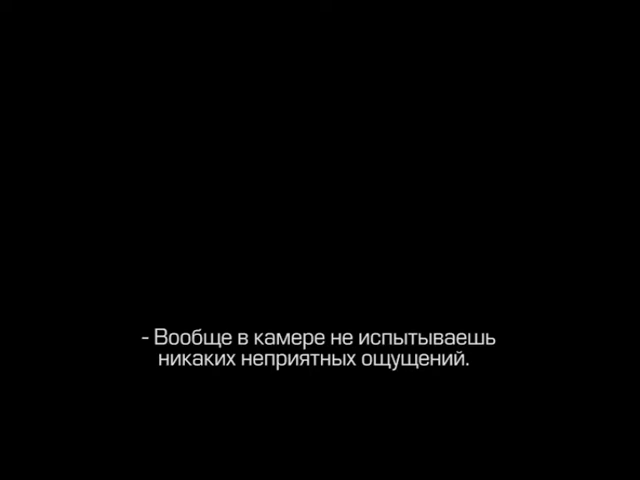 - Вообще в камере не испытываешь
никаких неприятных ощущений.